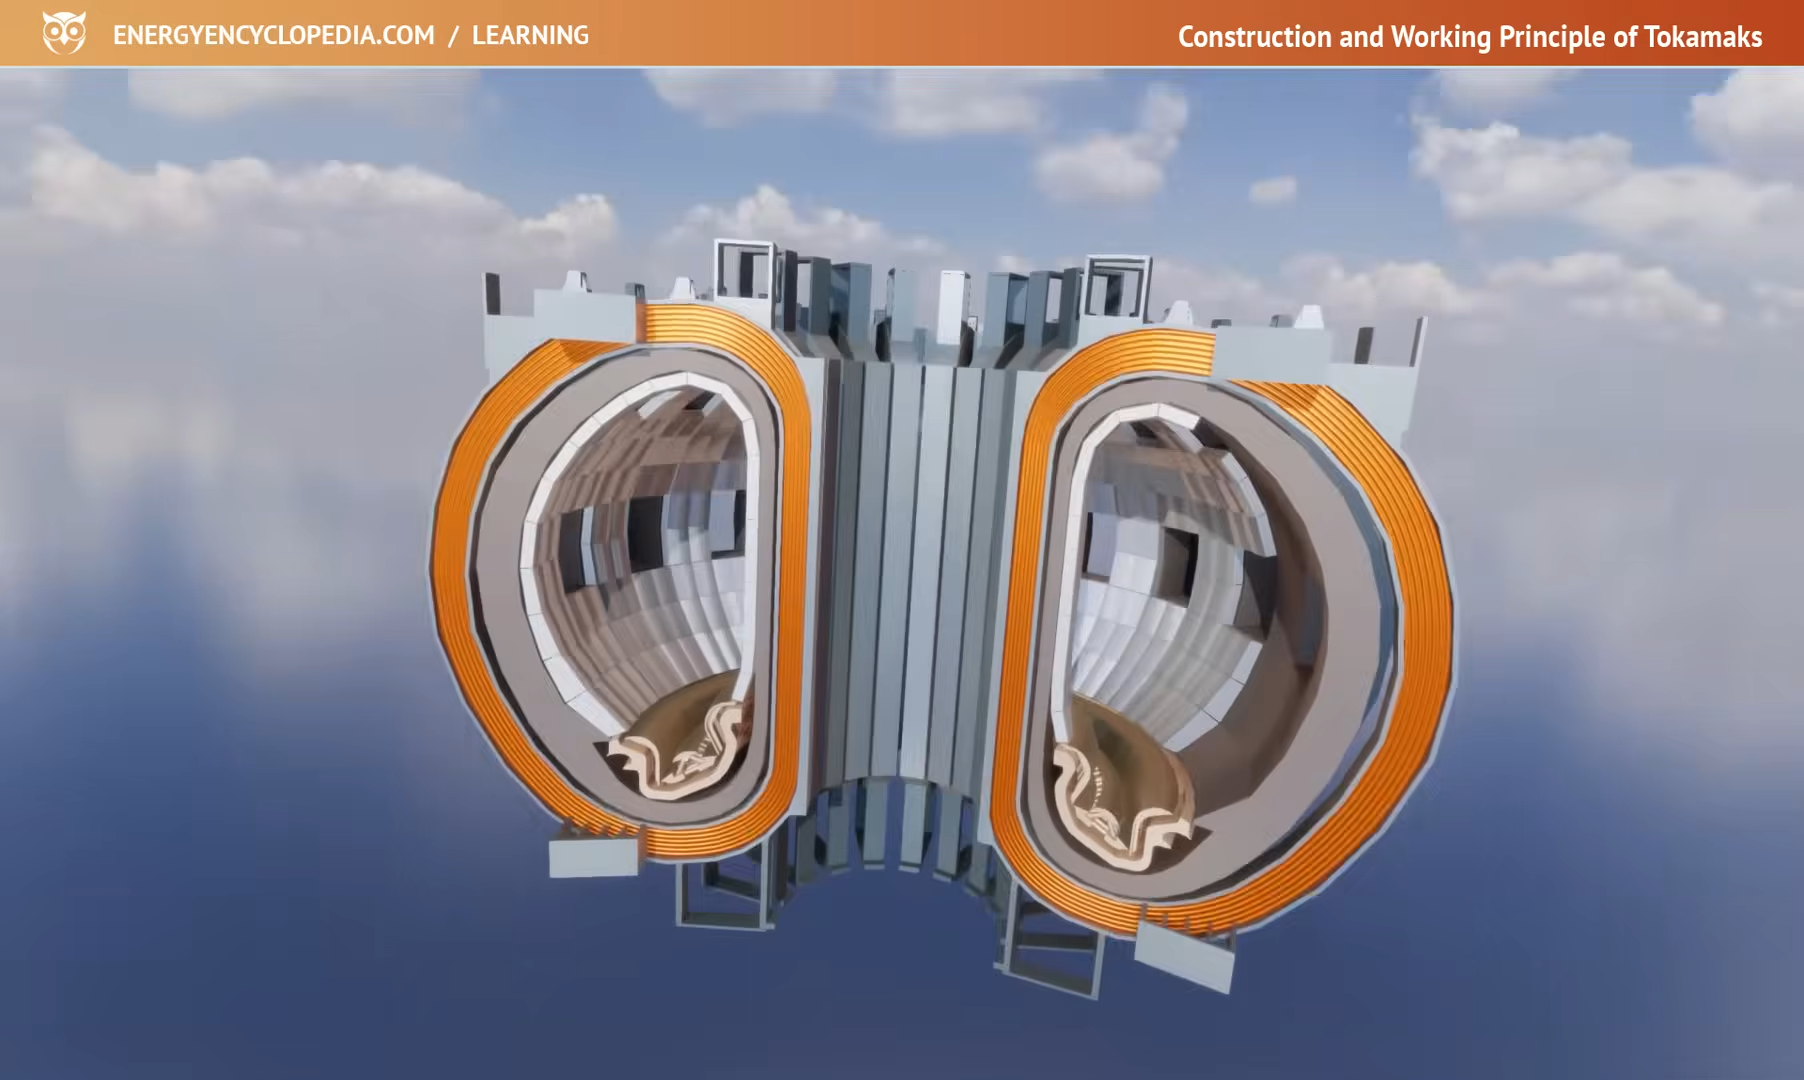 ENERGYENCYCLOPEDIA.COM / LEARNING
Construction and Working Principle of Tokamaks